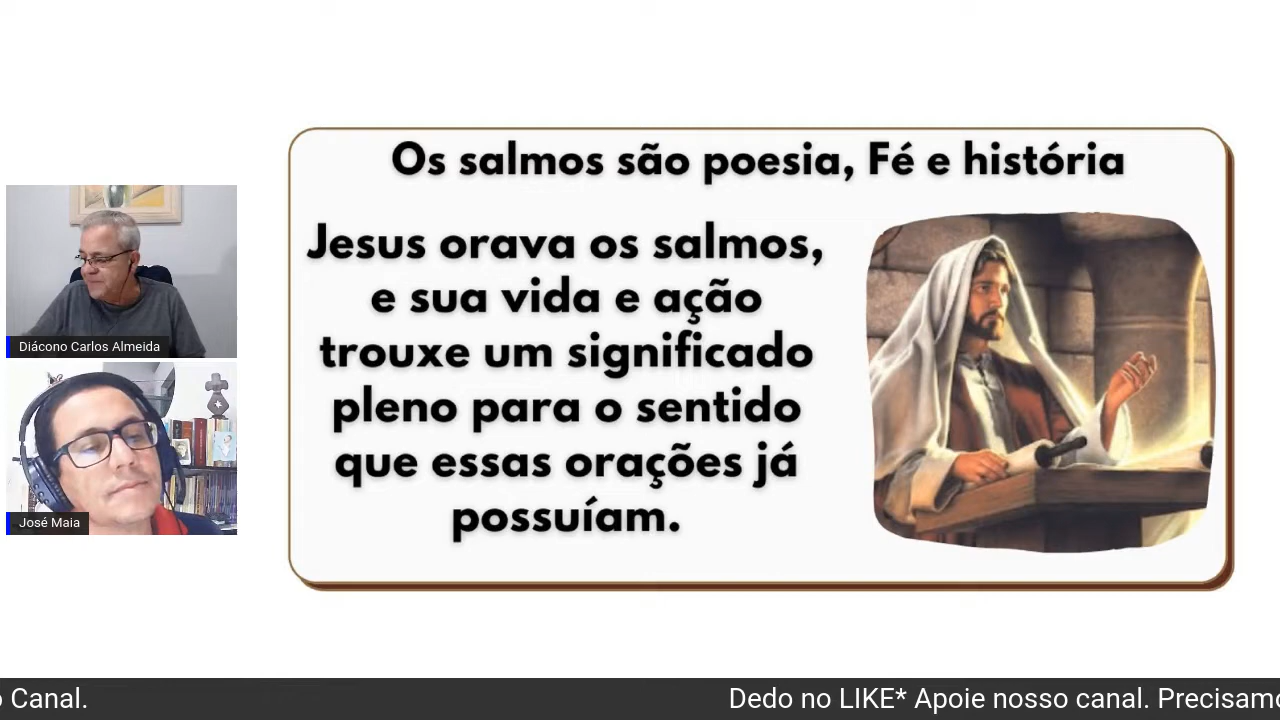 Os salmos são poesia, Fé e história
Jesus orava os salmos,
e sua vida e ação
trouxe um significado
pleno para o sentido
que essas orações já
possuíam.
Diácono Carlos Almeida
José Maia
o Canal.
Dedo no LIKE* Apoie nosso canal. Precisamo